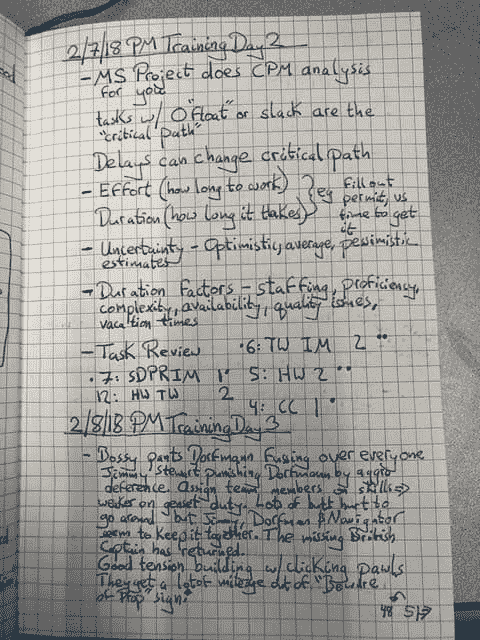 2/7/18 PM Training Day 2
- MS Project does CPM analysis
for you
tasks w/ 0 "float" or slack are the
"critical path"
Delays can change critical path
- Effort (how long to work) } eg Fill out
permit, vs
Duration (how long it takes) time to get
it
- Uncertainty - Optimistic, average, pessimistic
estimates
- Duration Factors - staffing, proficiency,
complexity, availability, quality issues,
vacation times
- Task Review • 6: TW IM 2 ••
• 7: SDPRIM 1• 5: HW 2 ••
12: HW TW 2
4: CC 1 •
2/8/18 PM Training Day 3
- Bossy pants Dorfmann fussing over everyone
Jimmy Stewart punishing Dorfmann by aggro
deference. Assign team members on skills =>
weaker on genset duty. Lots of butt hurt to
go around but Jimmy, Dorfman & Navigator
seem to keep it together. The missing British
Captain has returned.
Good tension building w/ clicking pawls
They get a lot of mileage out of "Beware
of Prop" sign.
48